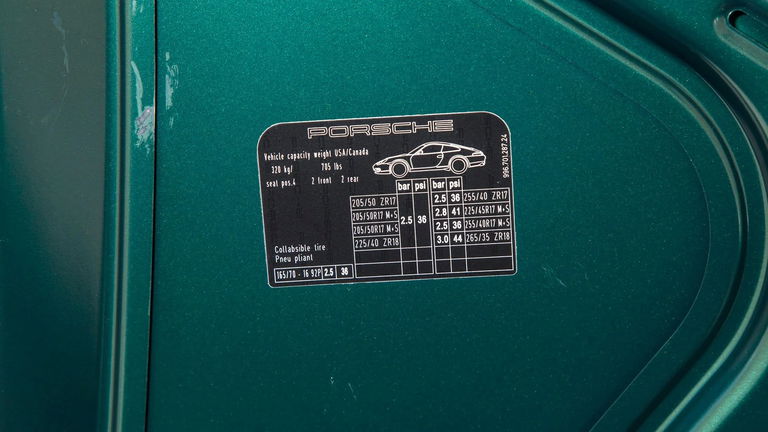 PORSCHE
Vehicle capacity weight USA/Canada
320 kg/ 705 lbs
seat pos.4 2 front 2 rear
996.701.287.24
bar psi bar psi
205/50 ZR17 2.5 36 2.5 36 255/40 ZR17
205/50R17 M+S 2.8 41 225/45R17 M+S
205/50R17 M+S 2.5 36 255/40R17 M+S
225/40 ZR18 3.0 44 265/35 ZR18
Collabsible tire
Pneu pliant
165/70 - 16 92P 2.5 36